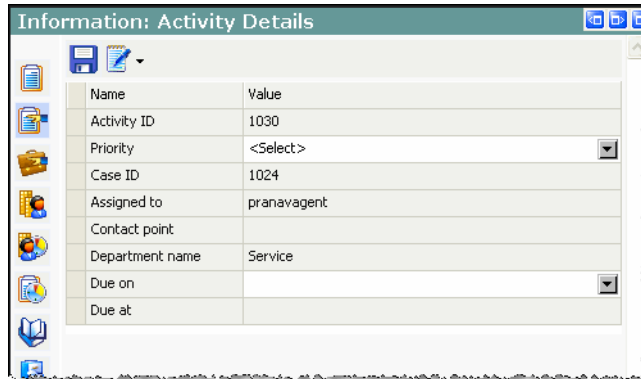 Information: Activity Details
Name Value
Activity ID 1030
Priority <Select>
Case ID 1024
Assigned to pranavagent
Contact point
Department name Service
Due on
Due at